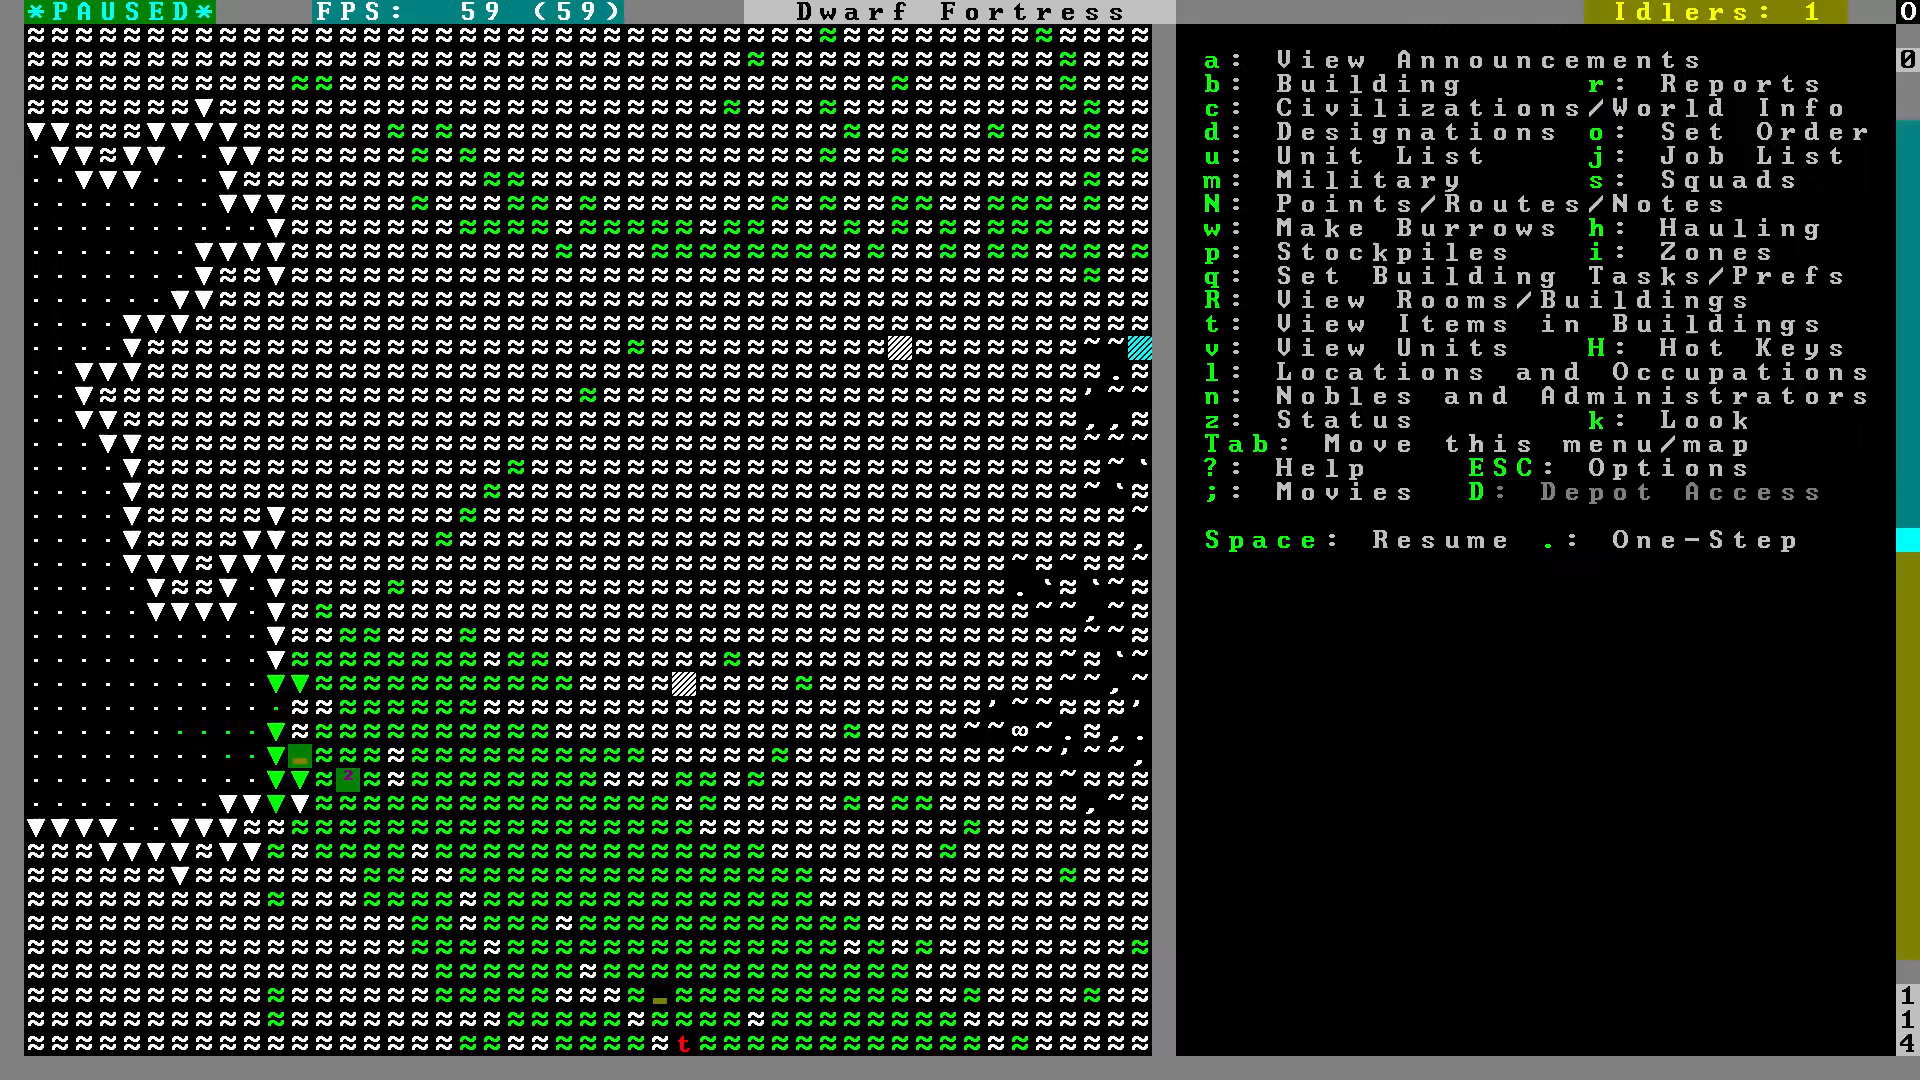 *PAUSED* FPS: 59 (59) Dwarf Fortress Idlers: 1
a: View Announcements
b: Building r: Reports
c: Civilizations/World Info
d: Designations o: Set Order
u: Unit List j: Job List
m: Military s: Squads
N: Points/Routes/Notes
w: Make Burrows h: Hauling
p: Stockpiles i: Zones
q: Set Building Tasks/Prefs
R: View Rooms/Buildings
t: View Items in Buildings
v: View Units H: Hot Keys
l: Locations and Occupations
n: Nobles and Administrators
z: Status k: Look
Tab: Move this menu/map
?: Help ESC: Options
;: Movies D: Depot Access
Space: Resume .: One-Step
0
0
114
t